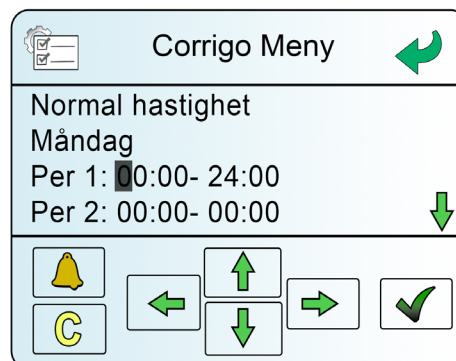 Corrigo Meny
Normal hastighet
Måndag
Per 1: 00:00- 24:00
Per 2: 00:00- 00:00
C